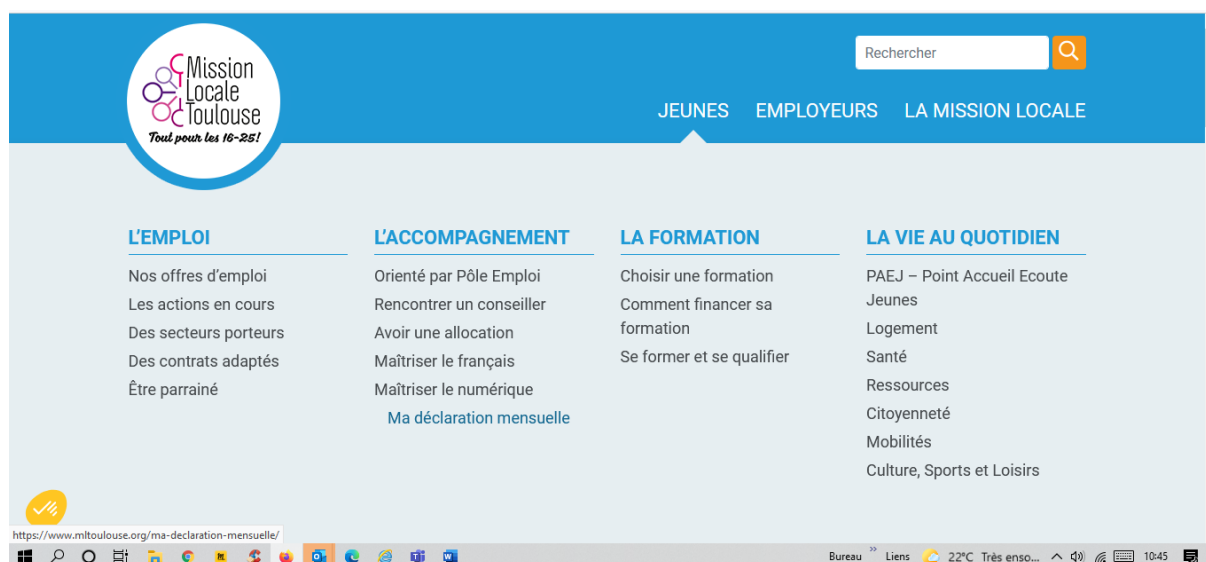 Mission
Locale
Toulouse
Tout pour les 16-25!
Rechercher
JEUNES EMPLOYEURS LA MISSION LOCALE
L'EMPLOI
Nos offres d'emploi
Les actions en cours
Des secteurs porteurs
Des contrats adaptés
Être parrainé
L'ACCOMPAGNEMENT
Orienté par Pôle Emploi
Rencontrer un conseiller
Avoir une allocation
Maîtriser le français
Maîtriser le numérique
Ma déclaration mensuelle
LA FORMATION
Choisir une formation
Comment financer sa
formation
Se former et se qualifier
LA VIE AU QUOTIDIEN
PAEJ – Point Accueil Ecoute
Jeunes
Logement
Santé
Ressources
Citoyenneté
Mobilités
Culture, Sports et Loisirs
https://www.mltoulouse.org/ma-declaration-mensuelle/
Bureau » Liens 22°C Très enso... 10:45